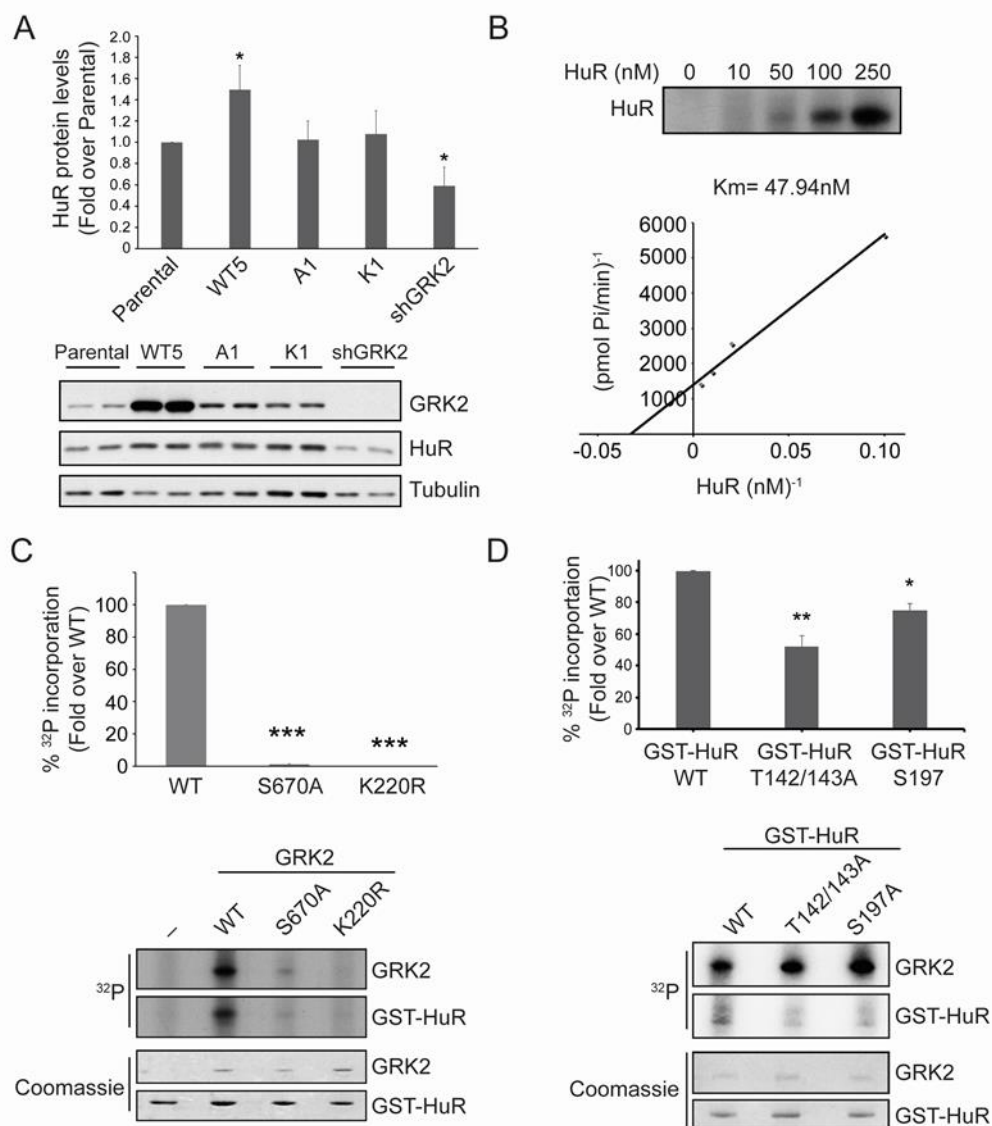 A
HuR protein levels
(Fold over Parental)
2.0
1.8
1.6
1.4
1.2
1.0
0.8
0.6
0.4
0.2
0
*
*
Parental
WT5
A1
K1
shGRK2
Parental WT5 A1 K1 shGRK2
GRK2
HuR
Tubulin
B
HuR (nM) 0 10 50 100 250
HuR
Km= 47.94nM
(pmol Pi/min)-1
6000
5000
4000
3000
2000
1000
-0.05 0 0.05 0.10
HuR (nM)-1
C
% 32P incorporation
(Fold over WT)
100
80
60
40
20
0
***
***
WT S670A K220R
GRK2
–
WT
S670A
K220R
32P
GRK2
GST-HuR
Coomassie
GRK2
GST-HuR
D
% 32P incorportaion
(Fold over WT)
100
80
60
40
20
0
**
*
GST-HuR GST-HuR GST-HuR
WT T142/143A S197
GST-HuR
WT
T142/143A
S197A
32P
GRK2
GST-HuR
Coomassie
GRK2
GST-HuR